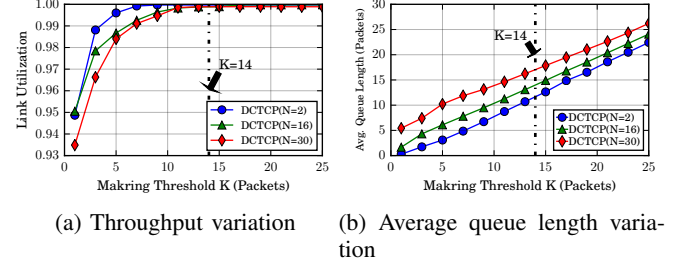 1.00
0.99
0.98
0.97
0.96
0.95
0.94
0.93
Link Utilization
K=14
DCTCP(N=2)
DCTCP(N=16)
DCTCP(N=30)
0 5 10 15 20 25
Makring Threshold K (Packets)
(a) Throughput variation
30
25
20
15
10
5
0
Avg. Queue Length (Packets)
K=14
DCTCP(N=2)
DCTCP(N=16)
DCTCP(N=30)
0 5 10 15 20 25
Makring Threshold K (Packets)
(b) Average queue length varia-
tion